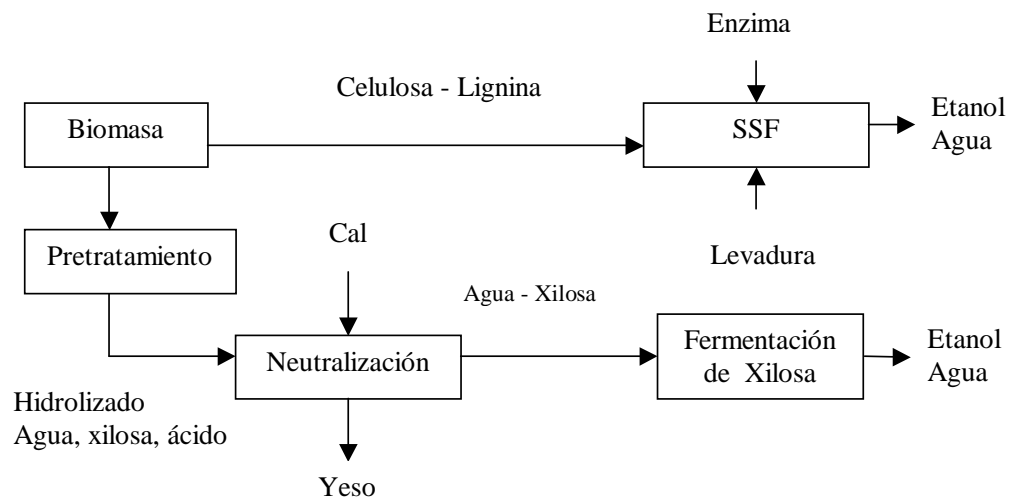 Enzima
Celulosa - Lignina
Biomasa
SSF
Etanol
Agua
Pretratamiento
Cal
Levadura
Agua - Xilosa
Neutralización
Fermentación
de Xilosa
Etanol
Agua
Hidrolizado
Agua, xilosa, ácido
Yeso